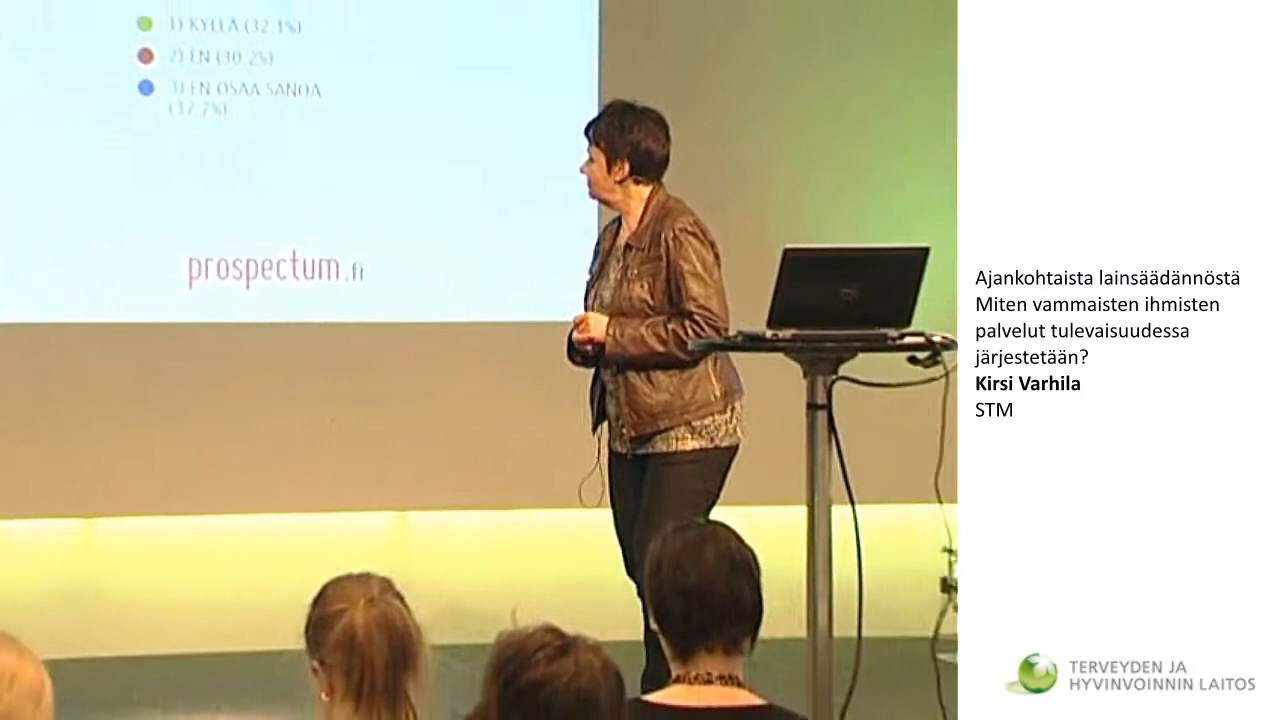 1) KYLLÄ (32.1%)
2) EN (30.2%)
3) EN OSAA SANOA
(37.7%)
prospectum.fi
Ajankohtaista lainsäädännöstä
Miten vammaisten ihmisten
palvelut tulevaisuudessa
järjestetään?
Kirsi Varhila
STM
TERVEYDEN JA
HYVINVOINNIN LAITOS